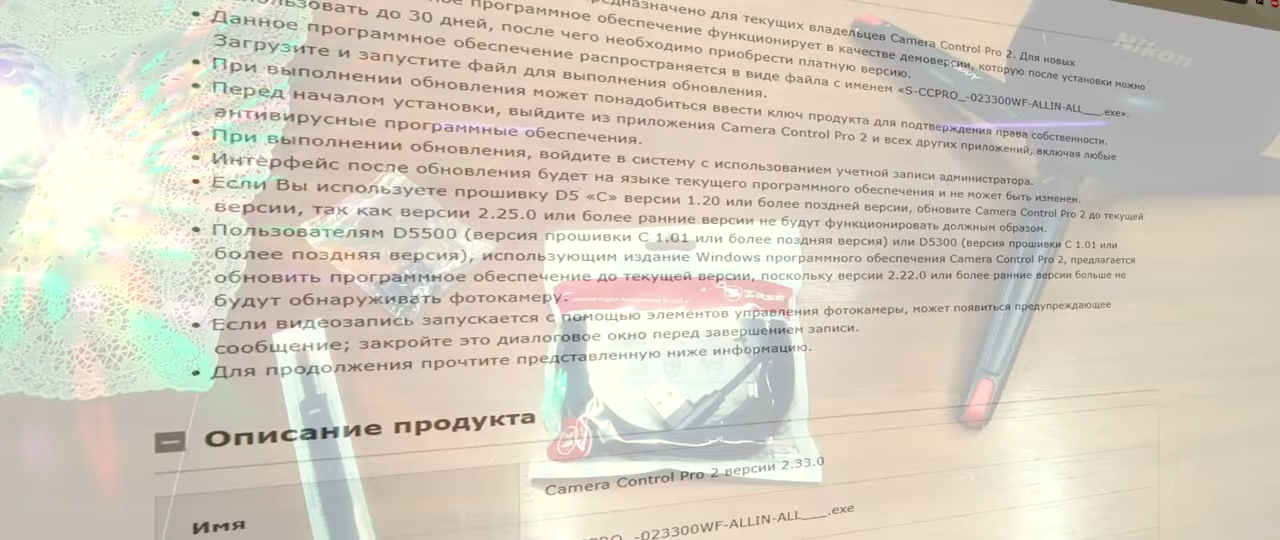 предназначено для текущих владельцев Camera Control Pro 2. Для новых
программное обеспечение функционирует в качестве демоверсии, которую после установки можно
использовать до 30 дней, после чего необходимо приобрести платную версию.
• Данное программное обеспечение распространяется в виде файла с именем «S-CCPRO_-023300WF-ALLIN-ALL___.exe».
Загрузите и запустите файл для выполнения обновления.
• При выполнении обновления может понадобиться ввести ключ продукта для подтверждения права собственности.
• Перед началом установки, выйдите из приложения Camera Control Pro 2 и всех других приложений, включая любые
антивирусные программные обеспечения.
• При выполнении обновления, войдите в систему с использованием учетной записи администратора.
• Интерфейс после обновления будет на языке текущего программного обеспечения и не может быть изменен.
• Если Вы используете прошивку D5 «C» версии 1.20 или более поздней версии, обновите Camera Control Pro 2 до текущей
версии, так как версии 2.25.0 или более ранние версии не будут функционировать должным образом.
• Пользователям D5500 (версия прошивки C 1.01 или более поздняя версия) или D5300 (версия прошивки C 1.01 или
более поздняя версия), использующим издание Windows программного обеспечения Camera Control Pro 2, предлагается
обновить программное обеспечение до текущей версии, поскольку версии 2.22.0 или более ранние версии больше не
будут обнаруживать фотокамеру.
• Если видеозапись запускается с помощью элементов управления фотокамеры, может появиться предупреждающее
сообщение; закройте это диалоговое окно перед завершением записи.
• Для продолжения прочтите представленную ниже информацию.
Описание продукта
Camera Control Pro 2 версии 2.33.0
Имя
-023300WF-ALLIN-ALL___.exe
Nikon